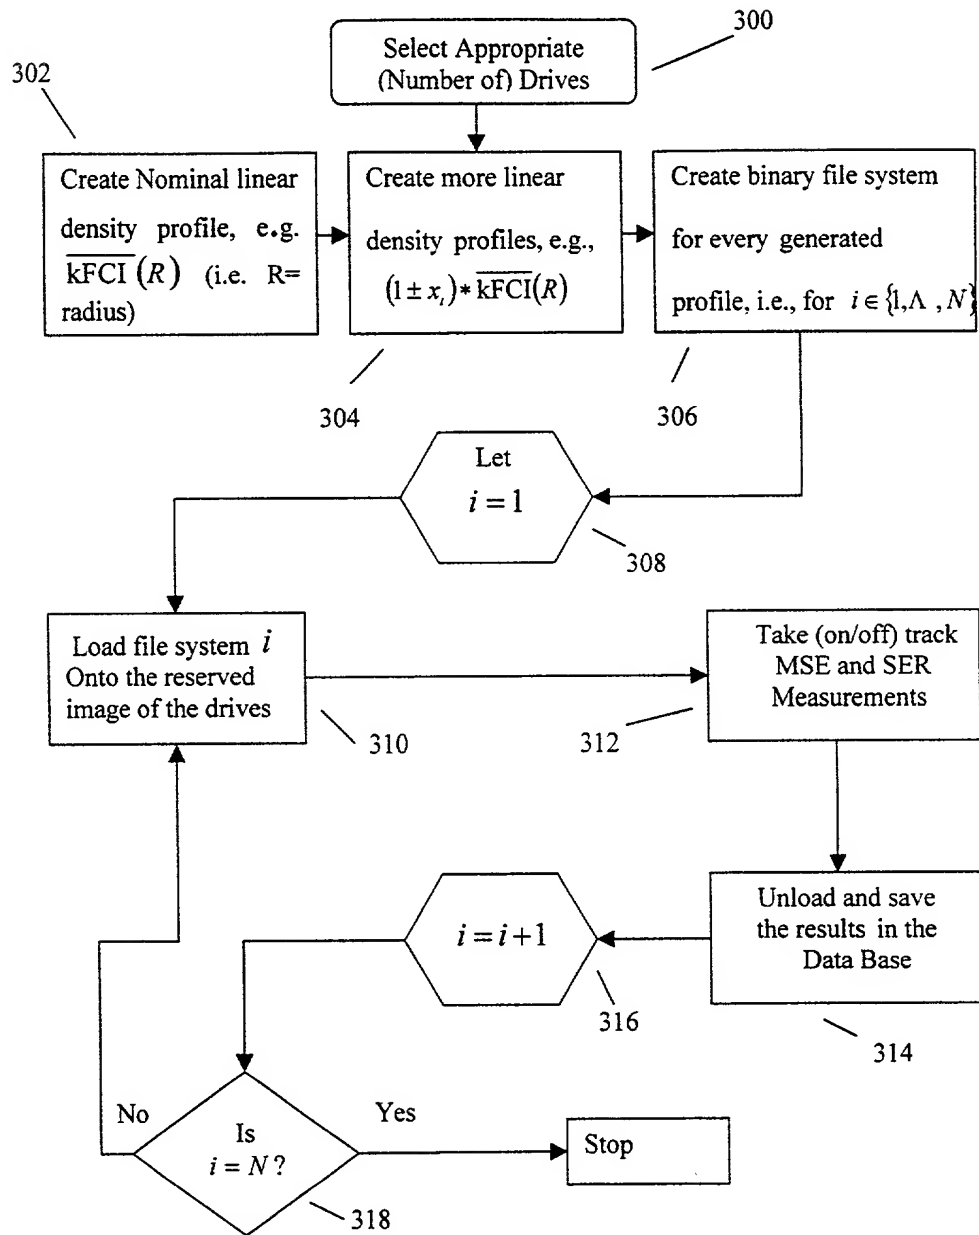 300
Select Appropriate
(Number of) Drives
302
Create Nominal linear
density profile, e.g.
k̅F̅C̅I̅(R) (i.e. R=
radius)
Create more linear
density profiles, e.g.,
(1 ± xᵢ)* k̅F̅C̅I̅(R)
Create binary file system
for every generated
profile, i.e., for i ∈ {1,Λ ,N}
304
306
Let
i = 1
308
Load file system i
Onto the reserved
image of the drives
310
Take (on/off) track
MSE and SER
Measurements
312
Unload and save
the results in the
Data Base
314
i = i+1
316
No
Is
i = N ?
Yes
318
Stop